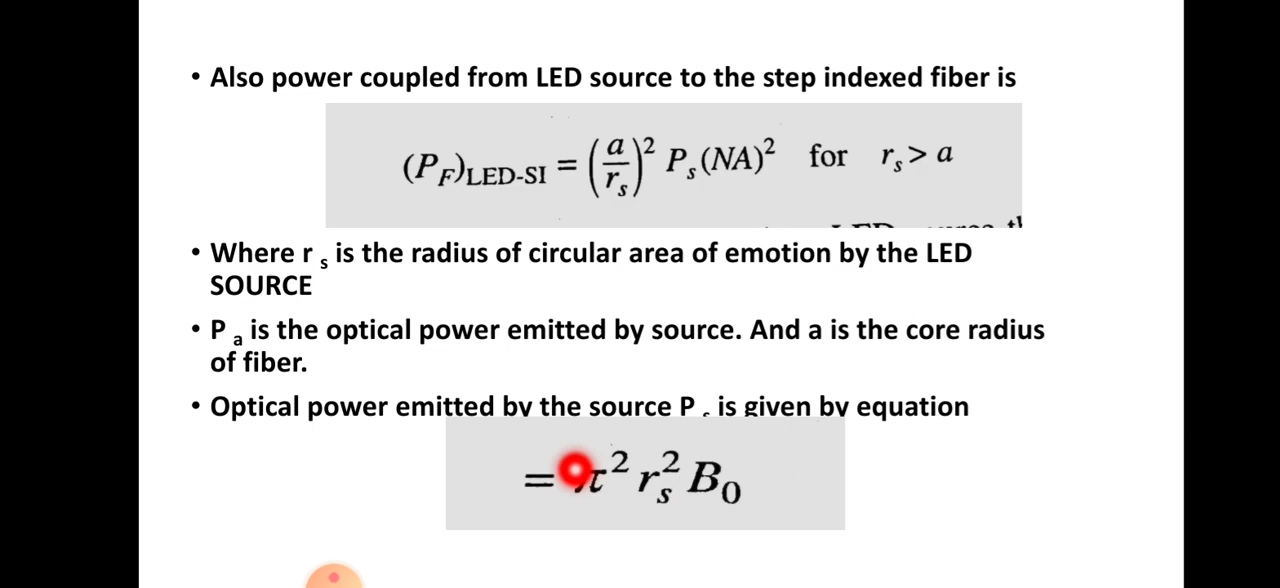 • Also power coupled from LED source to the step indexed fiber is
(P_F)_LED-SI = (a/r_s)^2 P_s(NA)^2 for r_s > a
• Where r s is the radius of circular area of emotion by the LED
SOURCE
• P a is the optical power emitted by source. And a is the core radius
of fiber.
• Optical power emitted by the source P s is given by equation
= π^2 r_s^2 B_0